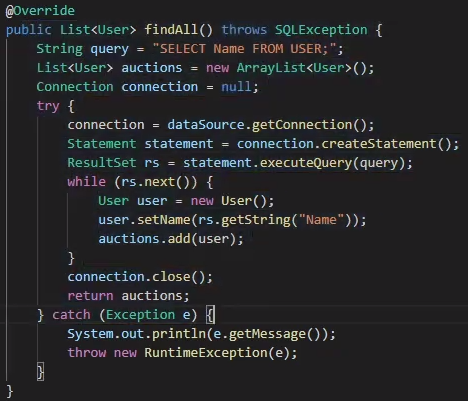 @Override
public List<User> findAll() throws SQLException {
    String query = "SELECT Name FROM USER;";
    List<User> auctions = new ArrayList<User>();
    Connection connection = null;
    try {
        connection = dataSource.getConnection();
        Statement statement = connection.createStatement();
        ResultSet rs = statement.executeQuery(query);
        while (rs.next()) {
            User user = new User();
            user.setName(rs.getString("Name"));
            auctions.add(user);
        }
        connection.close();
        return auctions;
    } catch (Exception e) {
        System.out.println(e.getMessage());
        throw new RuntimeException(e);
    }
}